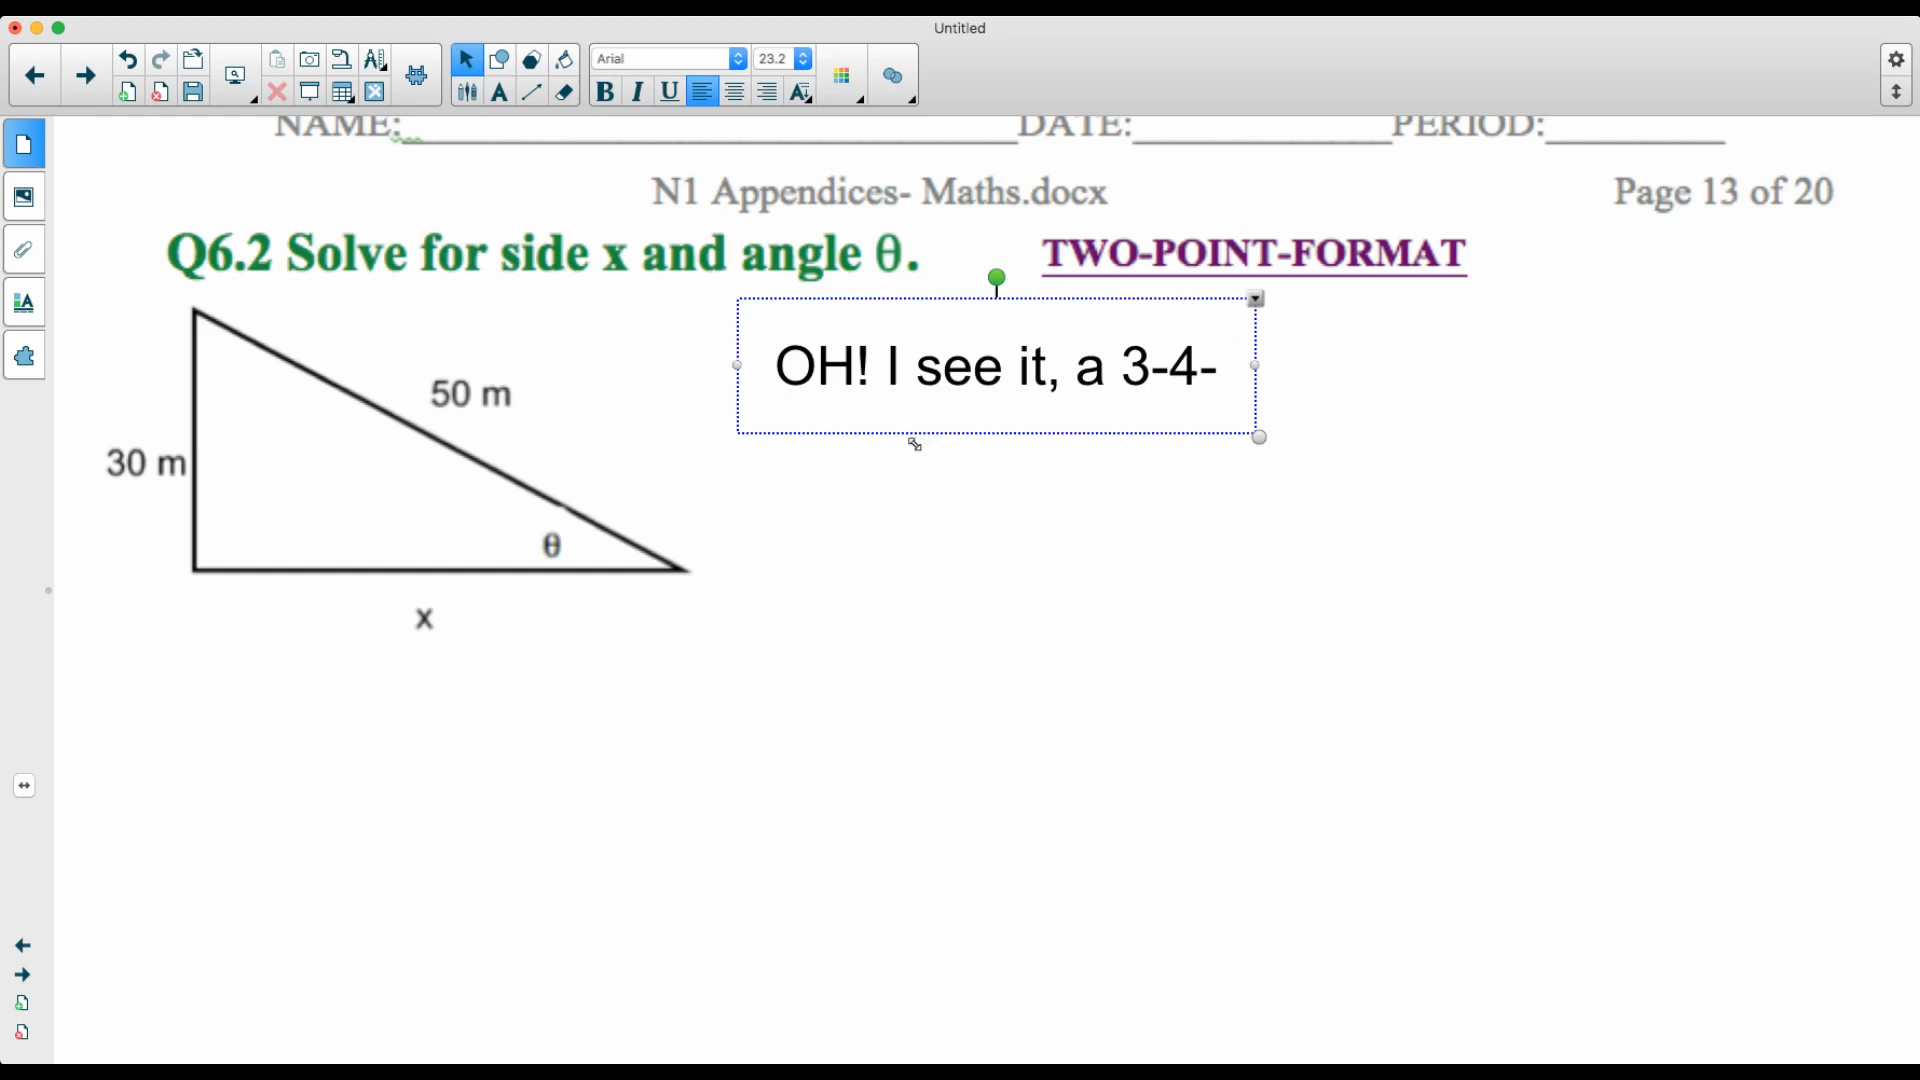 Untitled
Arial
23.2
B I U
NAME:
DATE:
PERIOD:
N1 Appendices- Maths.docx
Page 13 of 20
Q6.2 Solve for side x and angle θ.
TWO-POINT-FORMAT
OH! I see it, a 3-4-
50 m
30 m
θ
x